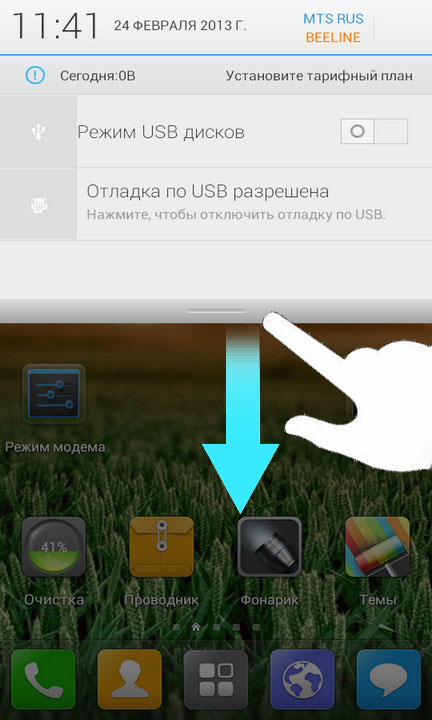 11:41 24 ФЕВРАЛЯ 2013 Г. MTS RUS
BEELINE
Сегодня:0В Установите тарифный план
Режим USB дисков
Отладка по USB разрешена
Нажмите, чтобы отключить отладку по USB.
Режим модема
41%
Очистка Проводник Фонарик Темы